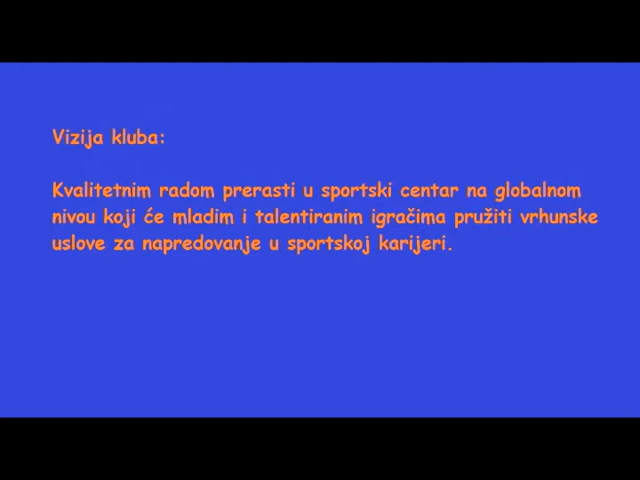 Vizija kluba:
Kvalitetnim radom prerasti u sportski centar na globalnom
nivou koji će mladim i talentiranim igračima pružiti vrhunske
uslove za napredovanje u sportskoj karijeri.